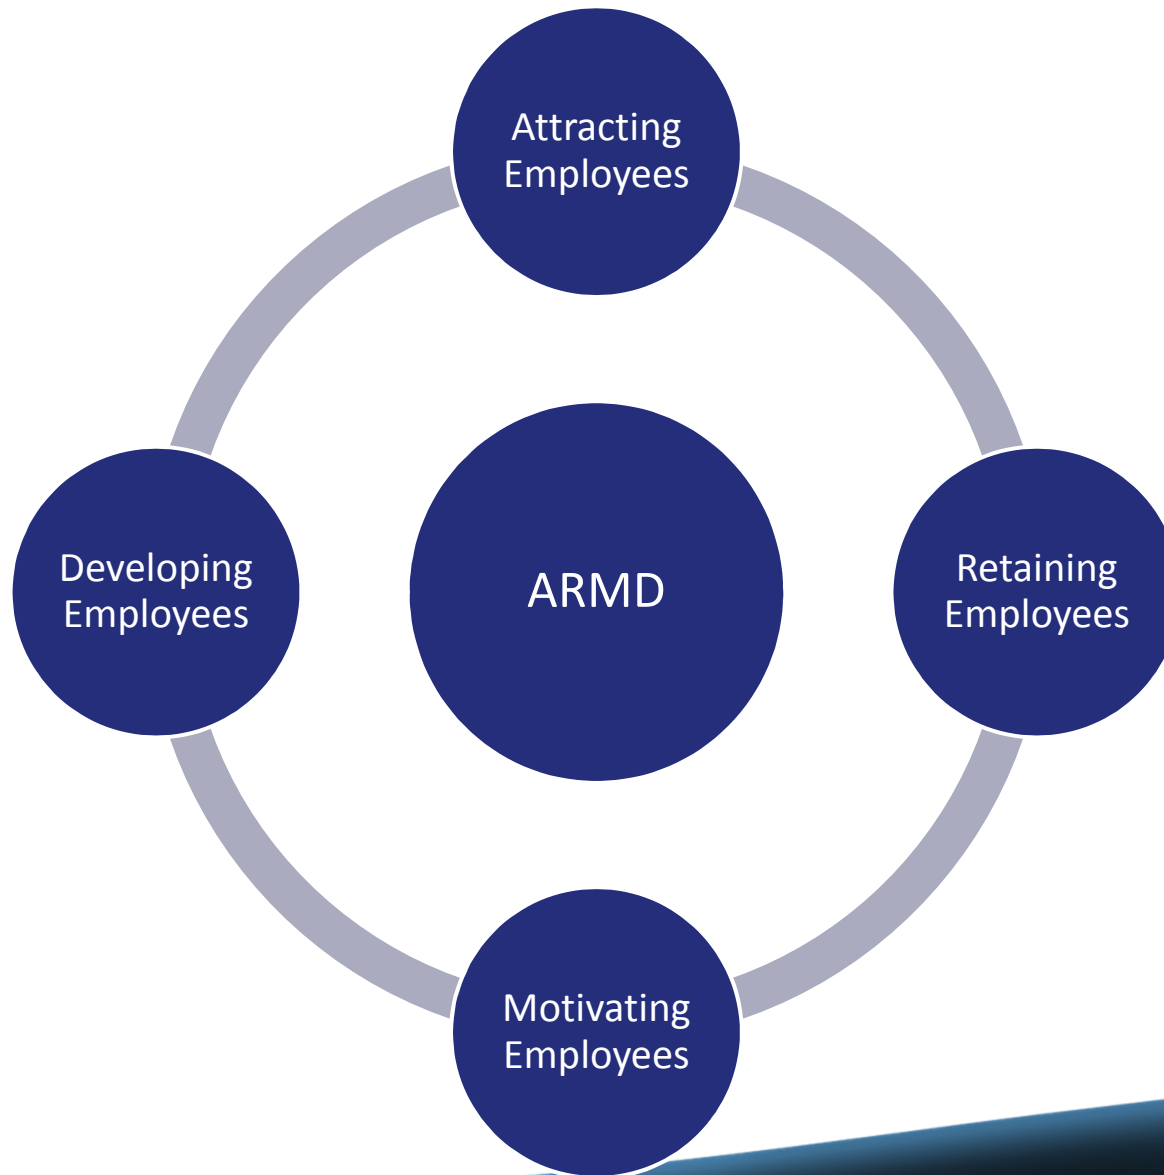 Attracting
Employees
Developing
Employees
ARMD
Retaining
Employees
Motivating
Employees